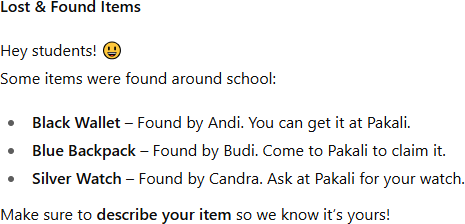 Lost & Found Items
Hey students! 😃
Some items were found around school:
• Black Wallet – Found by Andi. You can get it at Pakali.
• Blue Backpack – Found by Budi. Come to Pakali to claim it.
• Silver Watch – Found by Candra. Ask at Pakali for your watch.
Make sure to describe your item so we know it’s yours!